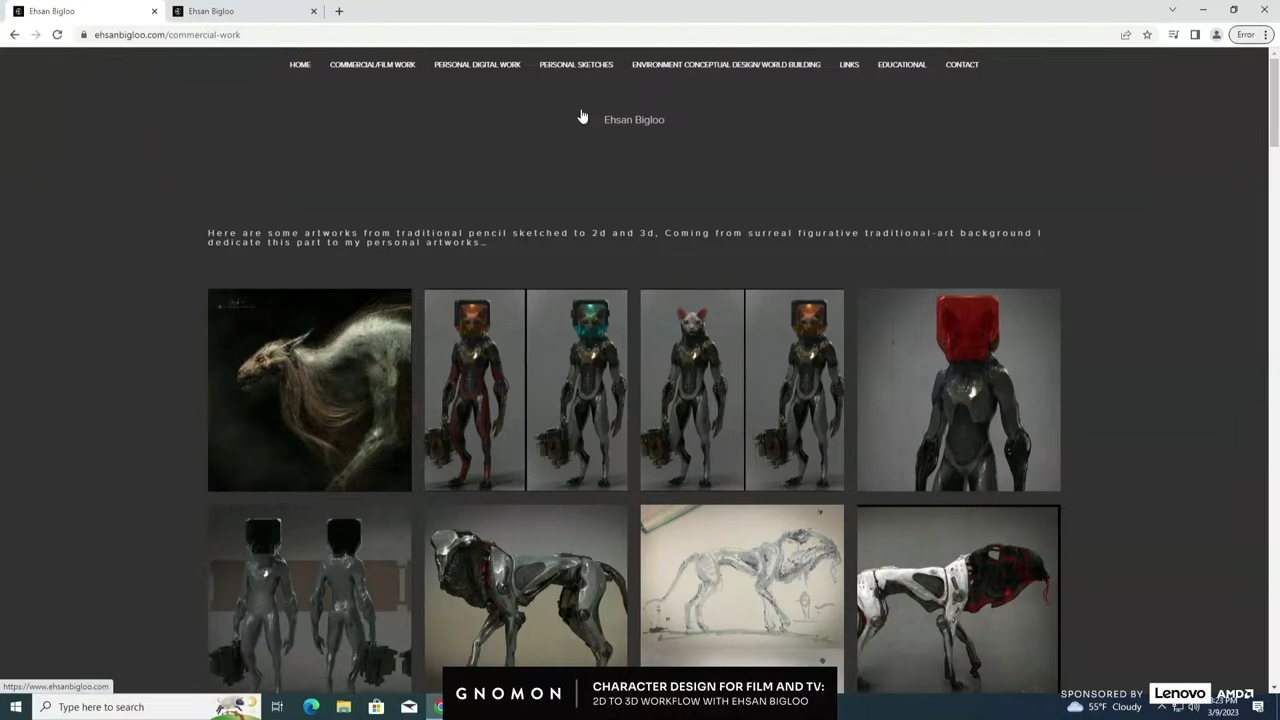 Ehsan Bigloo
Ehsan Bigloo
ehsanbigloo.com/commercial-work
Error
HOME COMMERCIAL/FILM WORK PERSONAL DIGITAL WORK PERSONAL SKETCHES ENVIRONMENT CONCEPTUAL DESIGN/ WORLD BUILDING LINKS EDUCATIONAL CONTACT
Ehsan Bigloo
Here are some artworks from traditional pencil sketched to 2d and 3d, Coming from surreal figurative traditional-art background I
dedicate this part to my personal artworks…
https://www.ehsanbigloo.com
GNOMON
CHARACTER DESIGN FOR FILM AND TV:
2D TO 3D WORKFLOW WITH EHSAN BIGLOO
SPONSORED BY Lenovo AMD
Type here to search
55°F Cloudy
3/9/2023